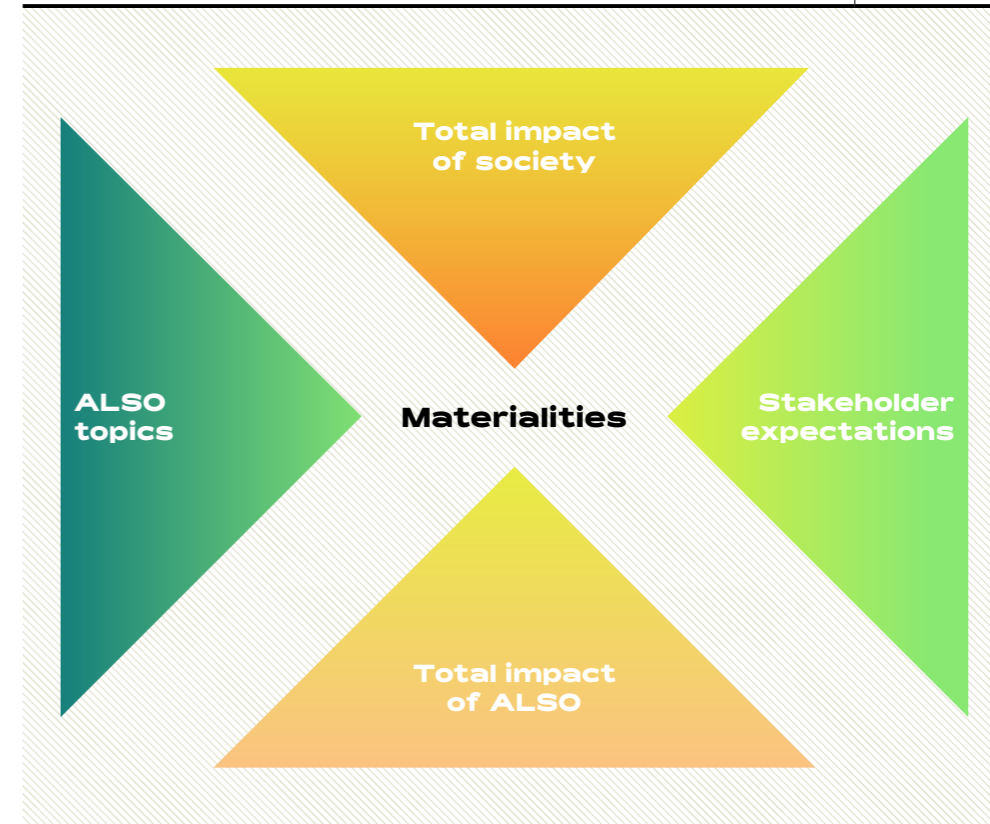 Total impact
of society
ALSO
topics
Materialities
Stakeholder
expectations
Total impact
of ALSO